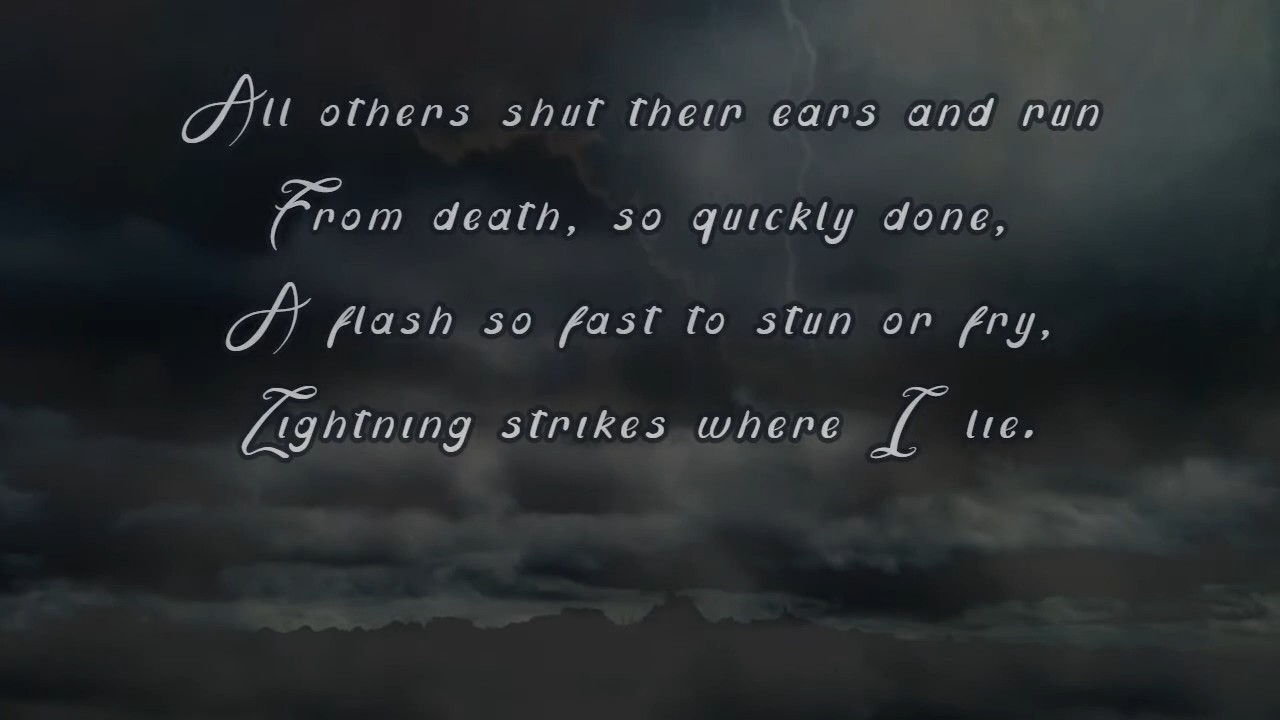 All others shut their ears and run
From death, so quickly done,
A flash so fast to stun or fry,
Lightning strikes where I lie.